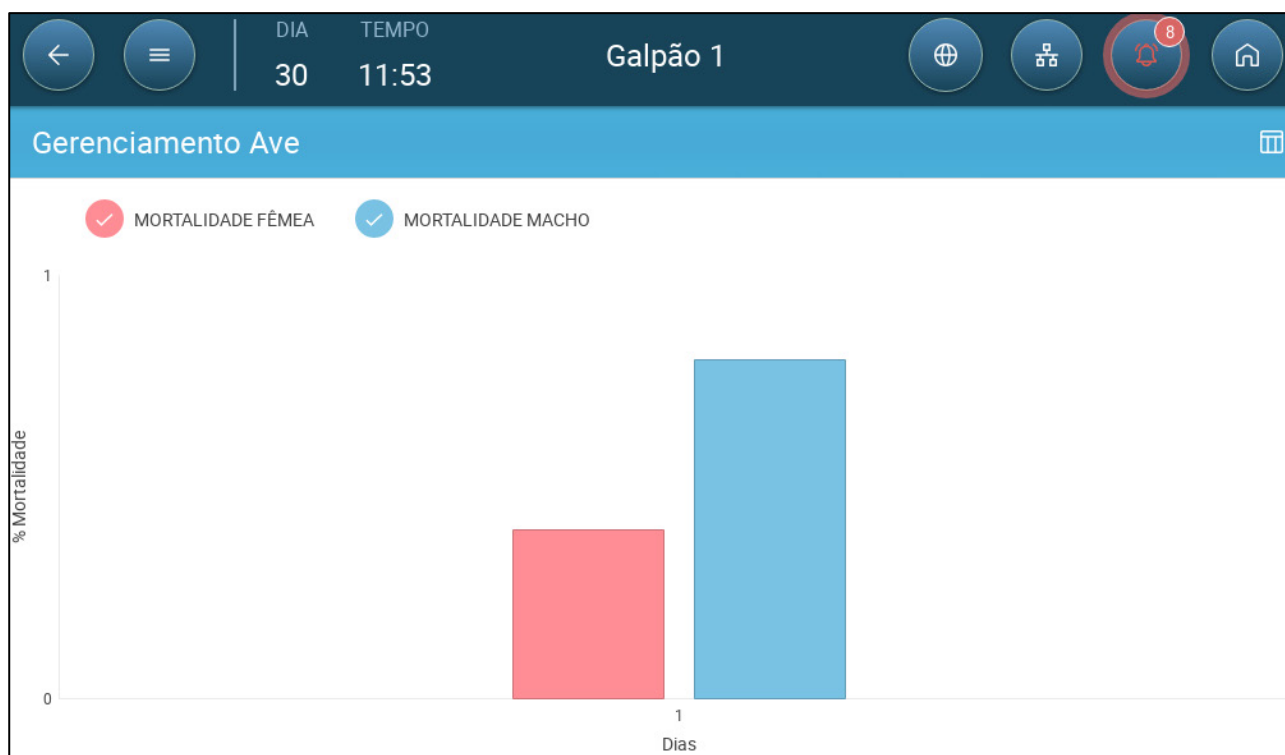 DIA TEMPO
30 11:53
Galpão 1
8
Gerenciamento Ave
MORTALIDADE FÊMEA MORTALIDADE MACHO
1
% Mortalidade
0
1
Dias